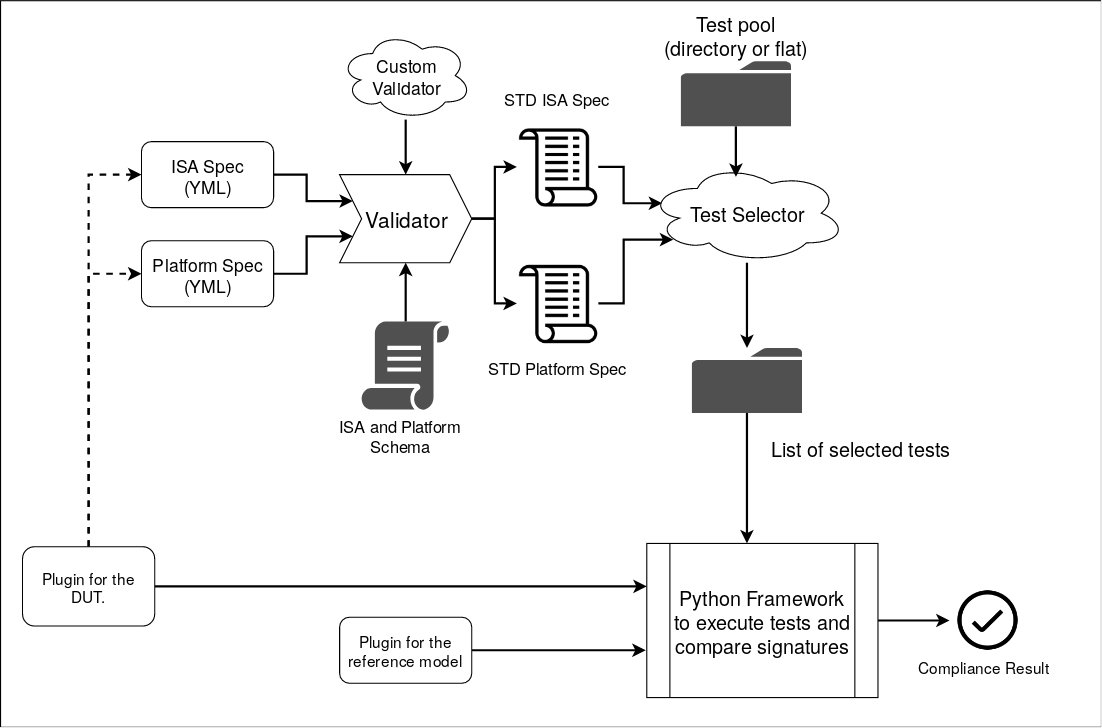 Test pool
(directory or flat)
Custom
Validator
STD ISA Spec
ISA Spec
(YML)
Validator
Test Selector
Platform Spec
(YML)
STD Platform Spec
ISA and Platform
Schema
List of selected tests
Plugin for the
DUT.
Python Framework
to execute tests and
compare signatures
Plugin for the
reference model
Compliance Result